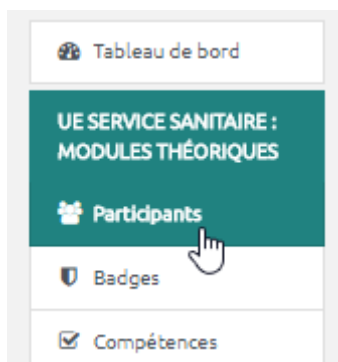 Tableau de bord
UE SERVICE SANITAIRE :
MODULES THÉORIQUES
Participants
Badges
Compétences